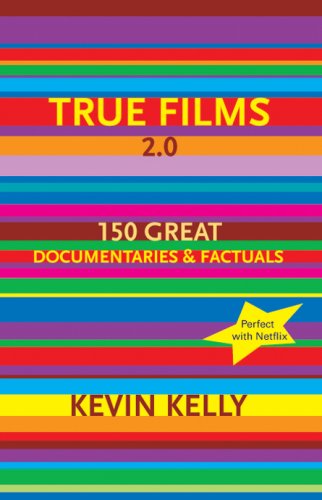 TRUE FILMS
2.0
150 GREAT
DOCUMENTARIES & FACTUALS
Perfect
with Netflix
KEVIN KELLY